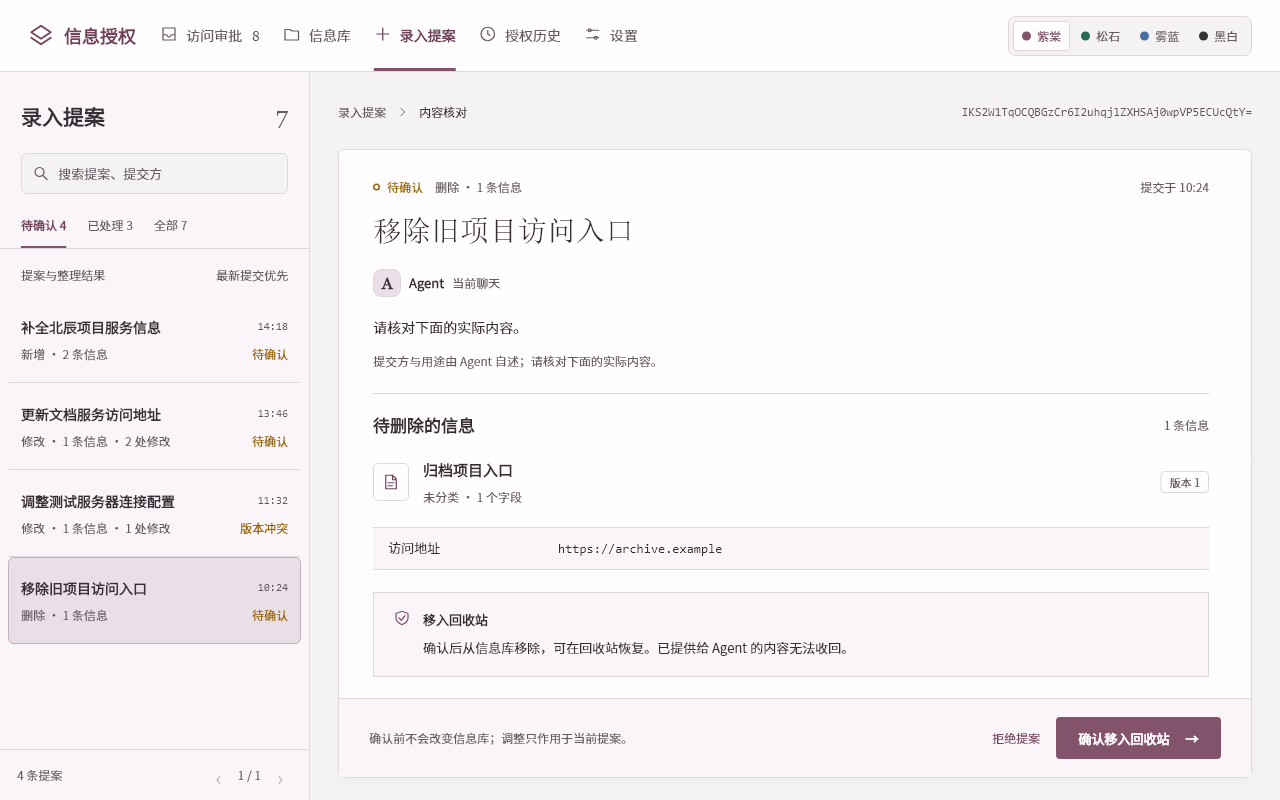 信息授权
访问审批 8
信息库
录入提案
授权历史
设置
紫棠
松石
雾蓝
黑白
录入提案
7
搜索提案、提交方
待确认 4
已处理 3
全部 7
提案与整理结果
最新提交优先
补全北辰项目服务信息
14:18
新增 · 2 条信息
待确认
更新文档服务访问地址
13:46
修改 · 1 条信息 · 2 处修改
待确认
调整测试服务器连接配置
11:32
修改 · 1 条信息 · 1 处修改
版本冲突
移除旧项目访问入口
10:24
删除 · 1 条信息
待确认
4 条提案
‹ 1 / 1 ›
录入提案 > 内容核对
IKS2W1TqOCQBGzCr6I2uhqjlZXHSAj0wpVP5ECUcQtY=
待确认 删除 · 1 条信息
提交于 10:24
移除旧项目访问入口
A Agent 当前聊天
请核对下面的实际内容。
提交方与用途由 Agent 自述；请核对下面的实际内容。
待删除的信息
1 条信息
归档项目入口
未分类 · 1 个字段
版本 1
访问地址 https://archive.example
移入回收站
确认后从信息库移除，可在回收站恢复。已提供给 Agent 的内容无法收回。
确认前不会改变信息库；调整只作用于当前提案。
拒绝提案
确认移入回收站 →